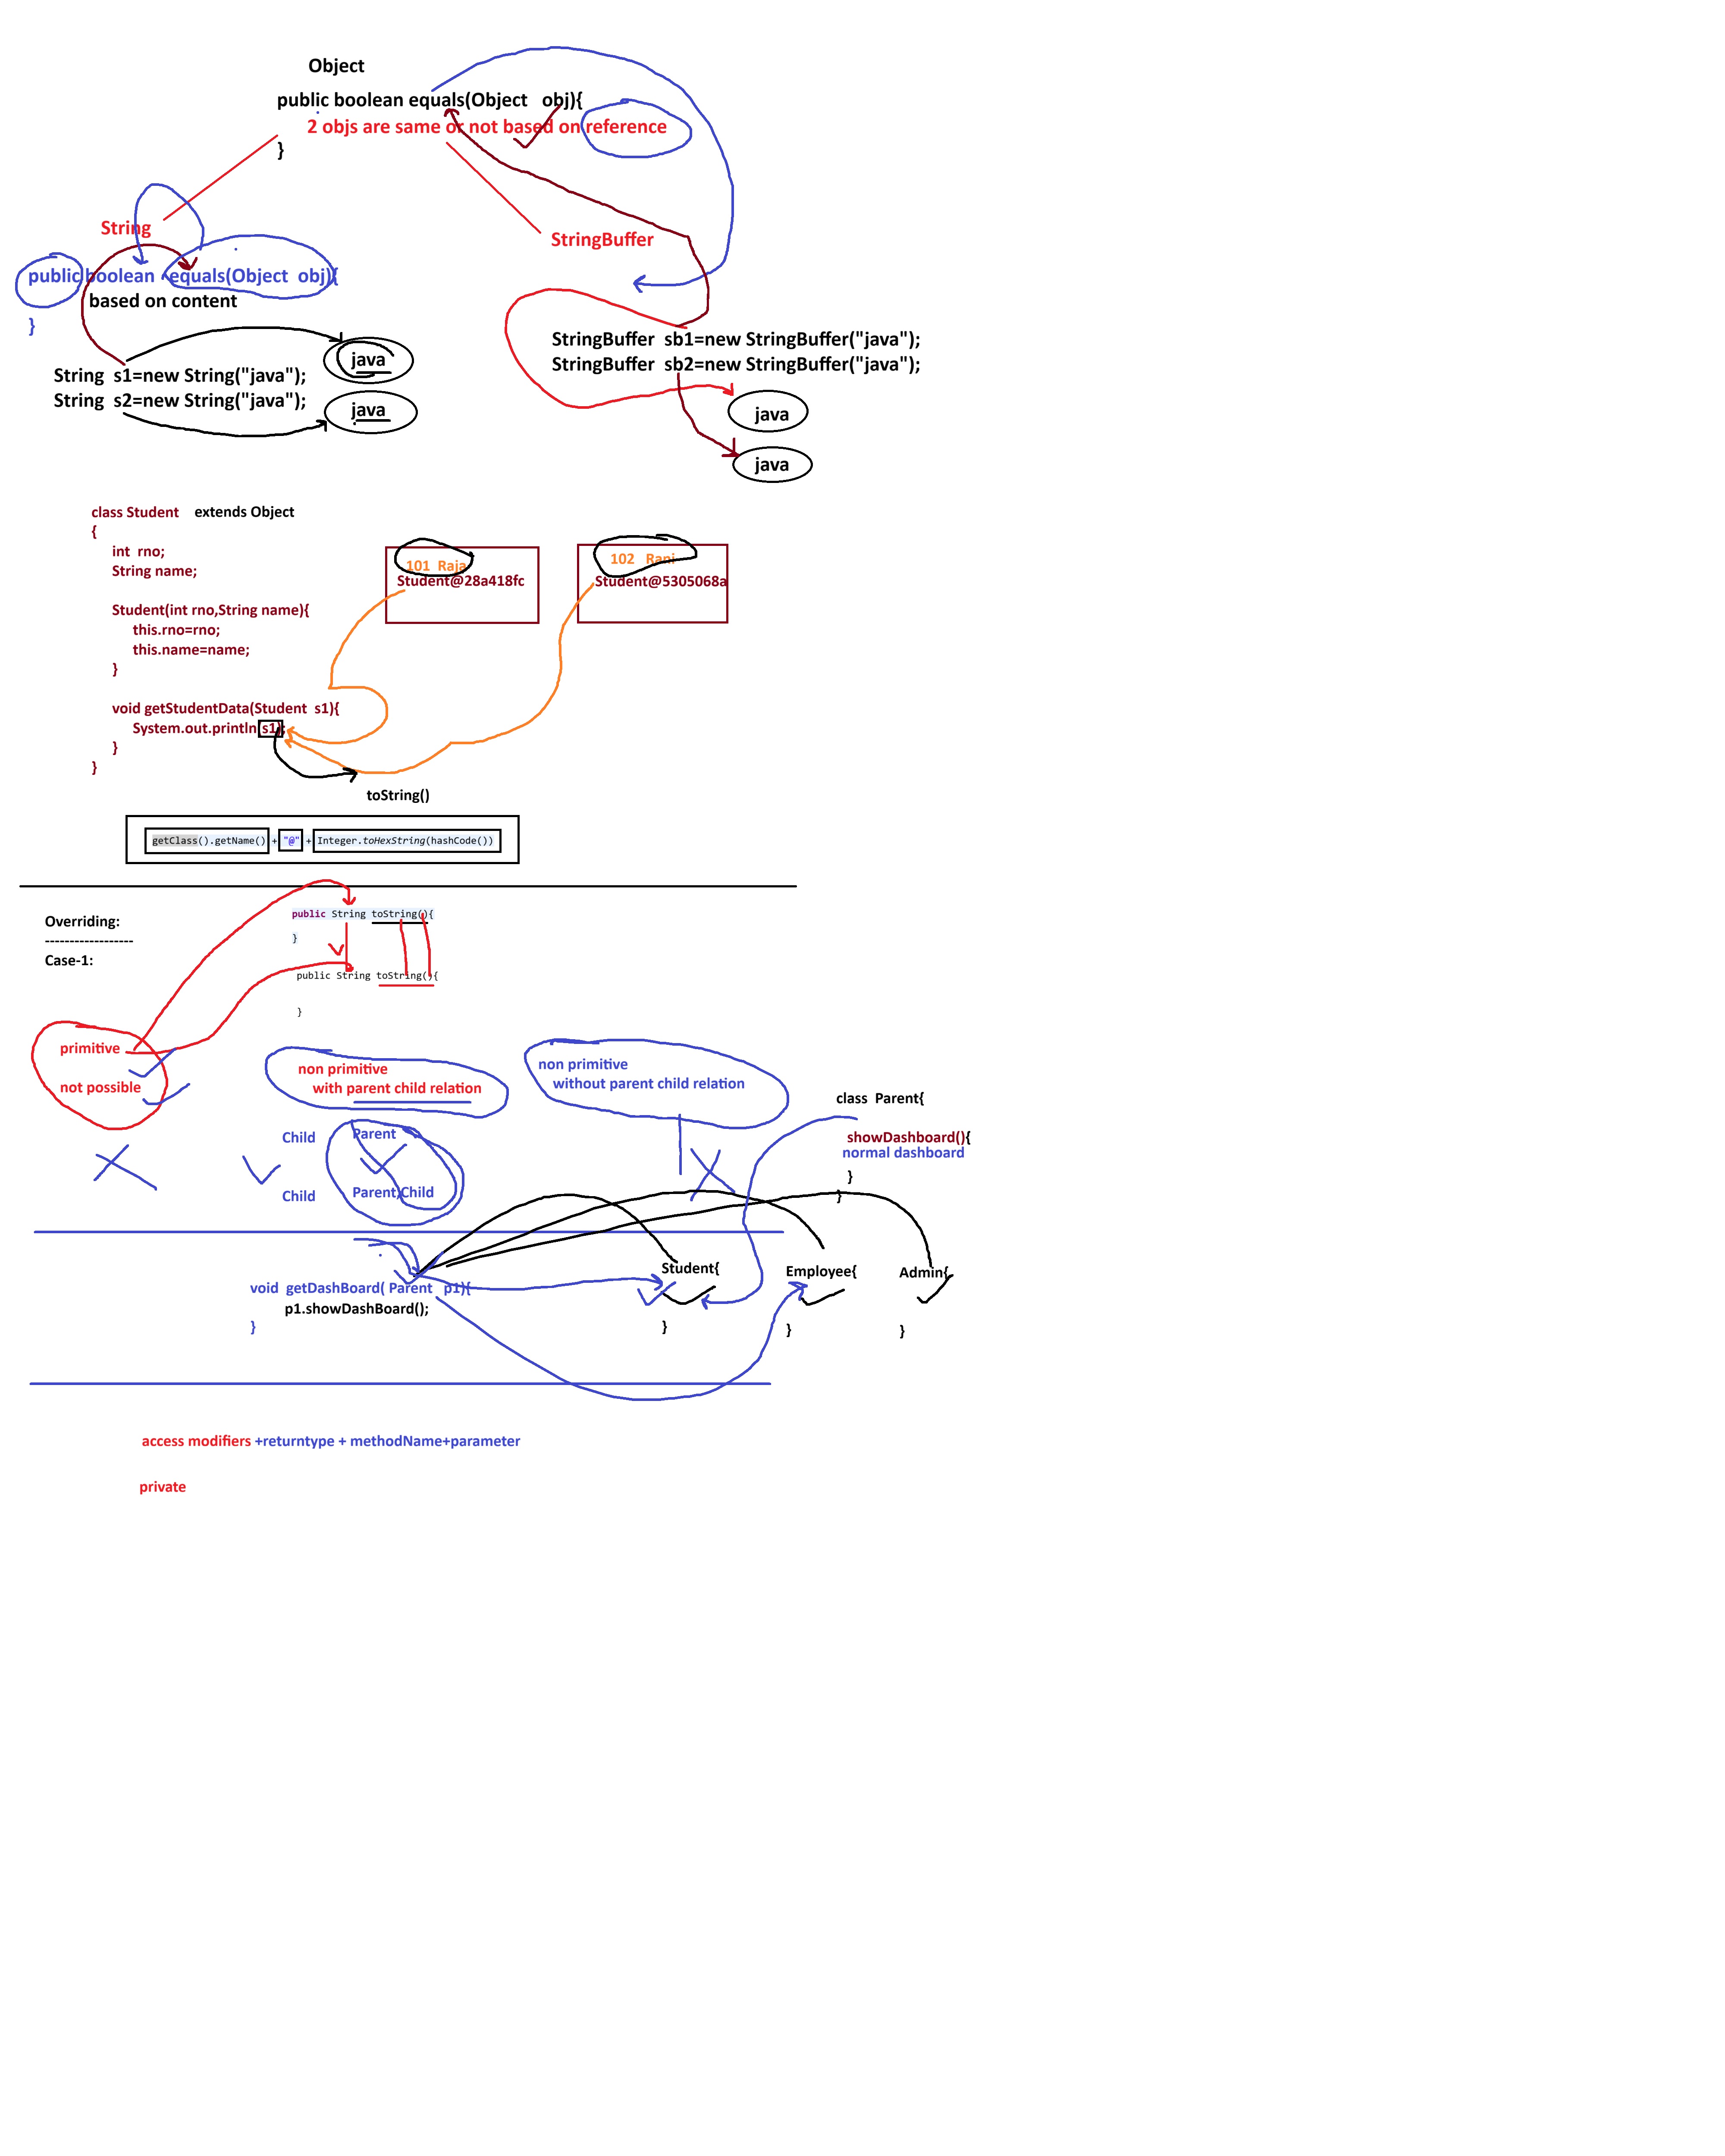 Object
public boolean equals(Object obj){
2 objs are same or not based on reference
}
String
public boolean equals(Object obj){
based on content
}
String s1=new String("java");
String s2=new String("java");
java
java
StringBuffer
StringBuffer sb1=new StringBuffer("java");
StringBuffer sb2=new StringBuffer("java");
java
java
class Student extends Object
{
int rno;
String name;
Student(int rno,String name){
this.rno=rno;
this.name=name;
}
void getStudentData(Student s1){
System.out.println(s1);
}
}
101 Raja
Student@28a418fc
102 Rani
Student@5305068a
toString()
getClass().getName() + "@" + Integer.toHexString(hashCode())
Overriding:
------------------
Case-1:
public String toString(){
}
public String toString(){
}
primitive
not possible
non primitive
with parent child relation
Child Parent
Child Parent,Child
non primitive
without parent child relation
class Parent{
showDashboard(){
normal dashboard
}
}
void getDashBoard( Parent p1){
p1.showDashBoard();
}
Student{
}
Employee{
}
Admin{
}
access modifiers +returntype + methodName+parameter
private